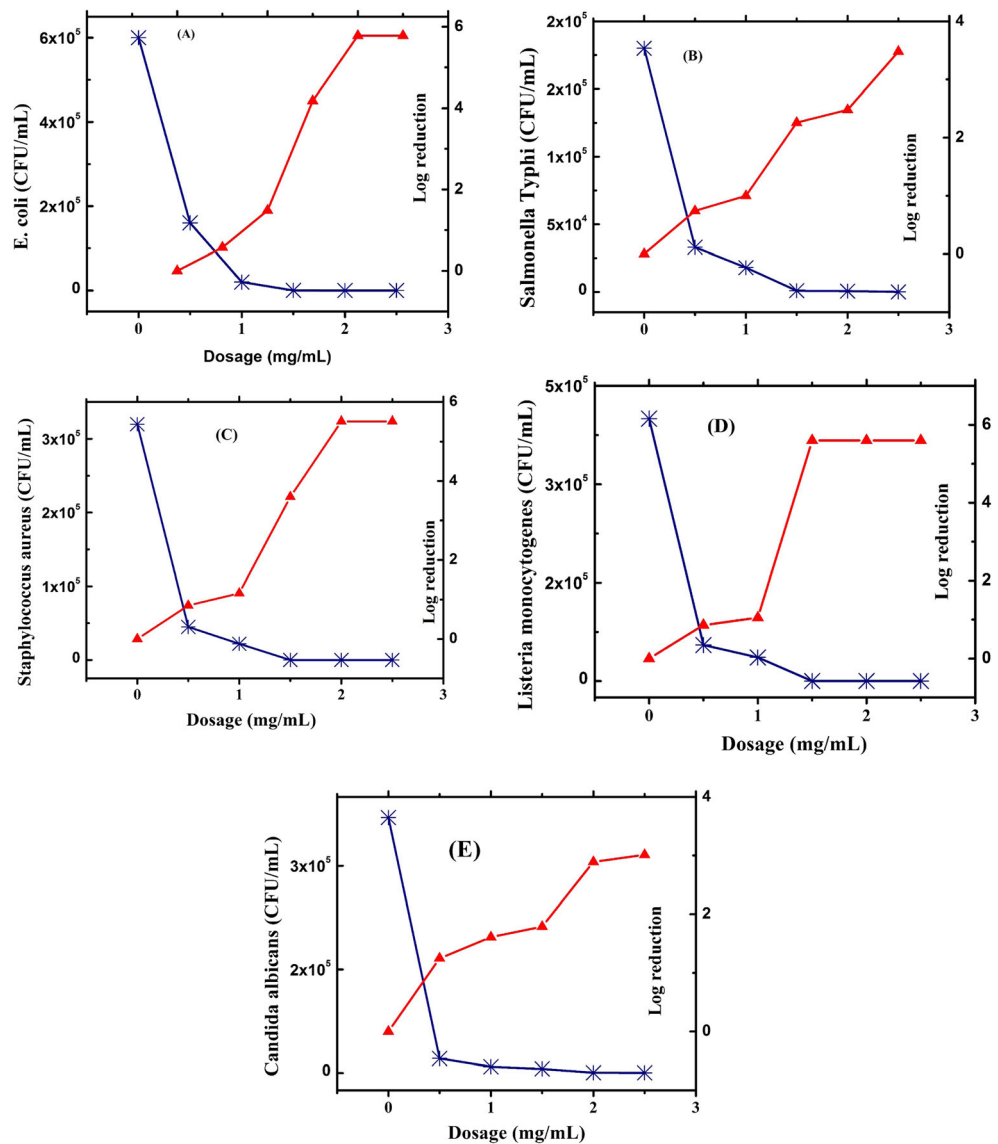 (A)
E. coli (CFU/mL)
6x10⁵
4x10⁵
2x10⁵
0
6
4
2
0
Log reduction
0 1 2 3
Dosage (mg/mL)
(B)
Salmonella Typhi (CFU/mL)
2x10⁵
2x10⁵
1x10⁵
5x10⁴
0
4
2
0
Log reduction
0 1 2 3
Dosage (mg/mL)
(C)
Staphylococcus aureus (CFU/mL)
3x10⁵
2x10⁵
1x10⁵
0
6
4
2
0
Log reduction
0 1 2 3
Dosage (mg/mL)
(D)
Listeria monocytogenes (CFU/mL)
5x10⁵
3x10⁵
2x10⁵
0
6
4
2
0
Log reduction
0 1 2 3
Dosage (mg/mL)
(E)
Candida albicans (CFU/mL)
3x10⁵
2x10⁵
0
4
2
0
Log reduction
0 1 2 3
Dosage (mg/mL)